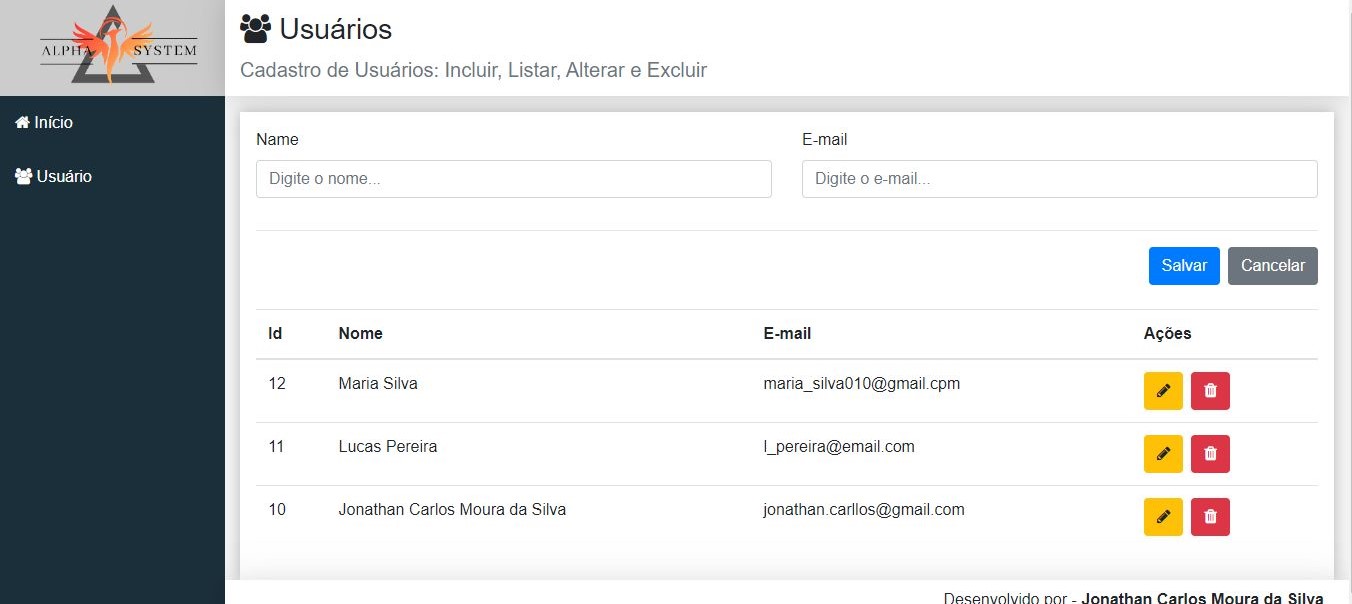 ALPHA SYSTEM
Usuários
Cadastro de Usuários: Incluir, Listar, Alterar e Excluir
Início
Usuário
Name E-mail
Digite o nome... Digite o e-mail...
Salvar Cancelar
Id Nome E-mail Ações
12 Maria Silva maria_silva010@gmail.cpm
11 Lucas Pereira l_pereira@email.com
10 Jonathan Carlos Moura da Silva jonathan.carllos@gmail.com
Desenvolvido por - Jonathan Carlos Moura da Silva